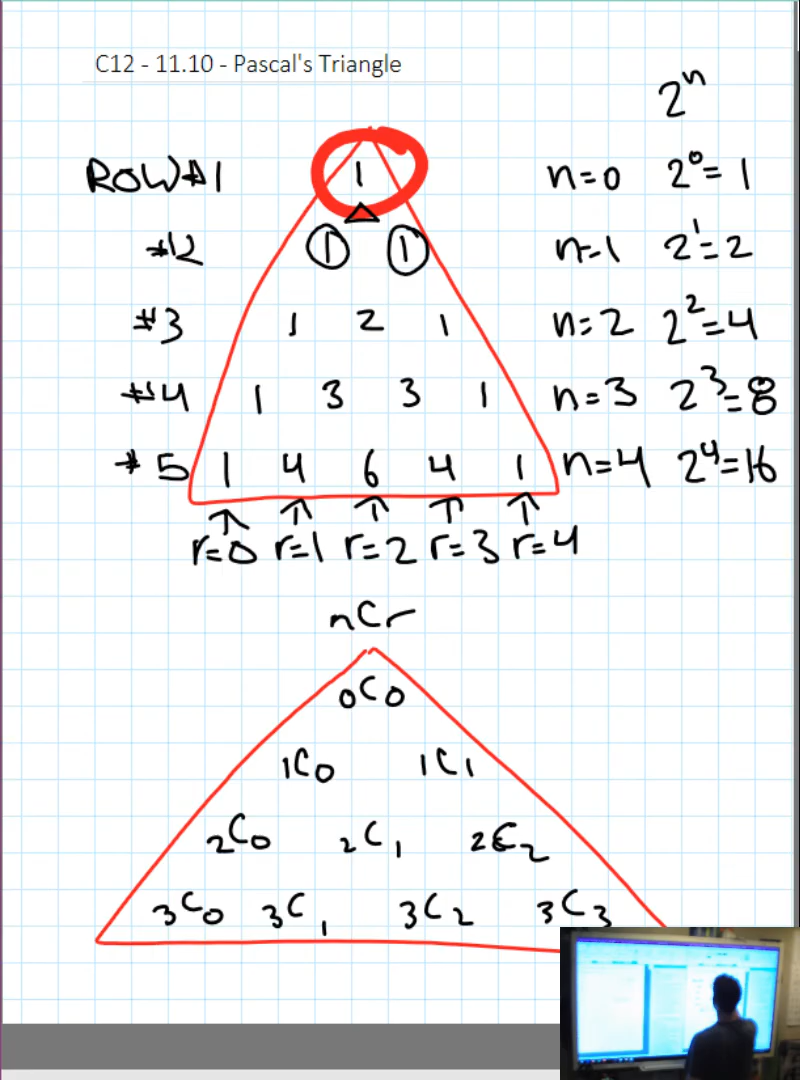 C12 - 11.10 - Pascal's Triangle
2ⁿ
ROW#1 1 n=0 2⁰=1
#2 1 1 n=1 2¹=2
#3 1 2 1 n=2 2²=4
#4 1 3 3 1 n=3 2³=8
#5 1 4 6 4 1 n=4 2⁴=16
r=0 r=1 r=2 r=3 r=4
nCr
₀C₀
₁C₀ ₁C₁
₂C₀ ₂C₁ ₂C₂
₃C₀ ₃C₁ ₃C₂ ₃C₃